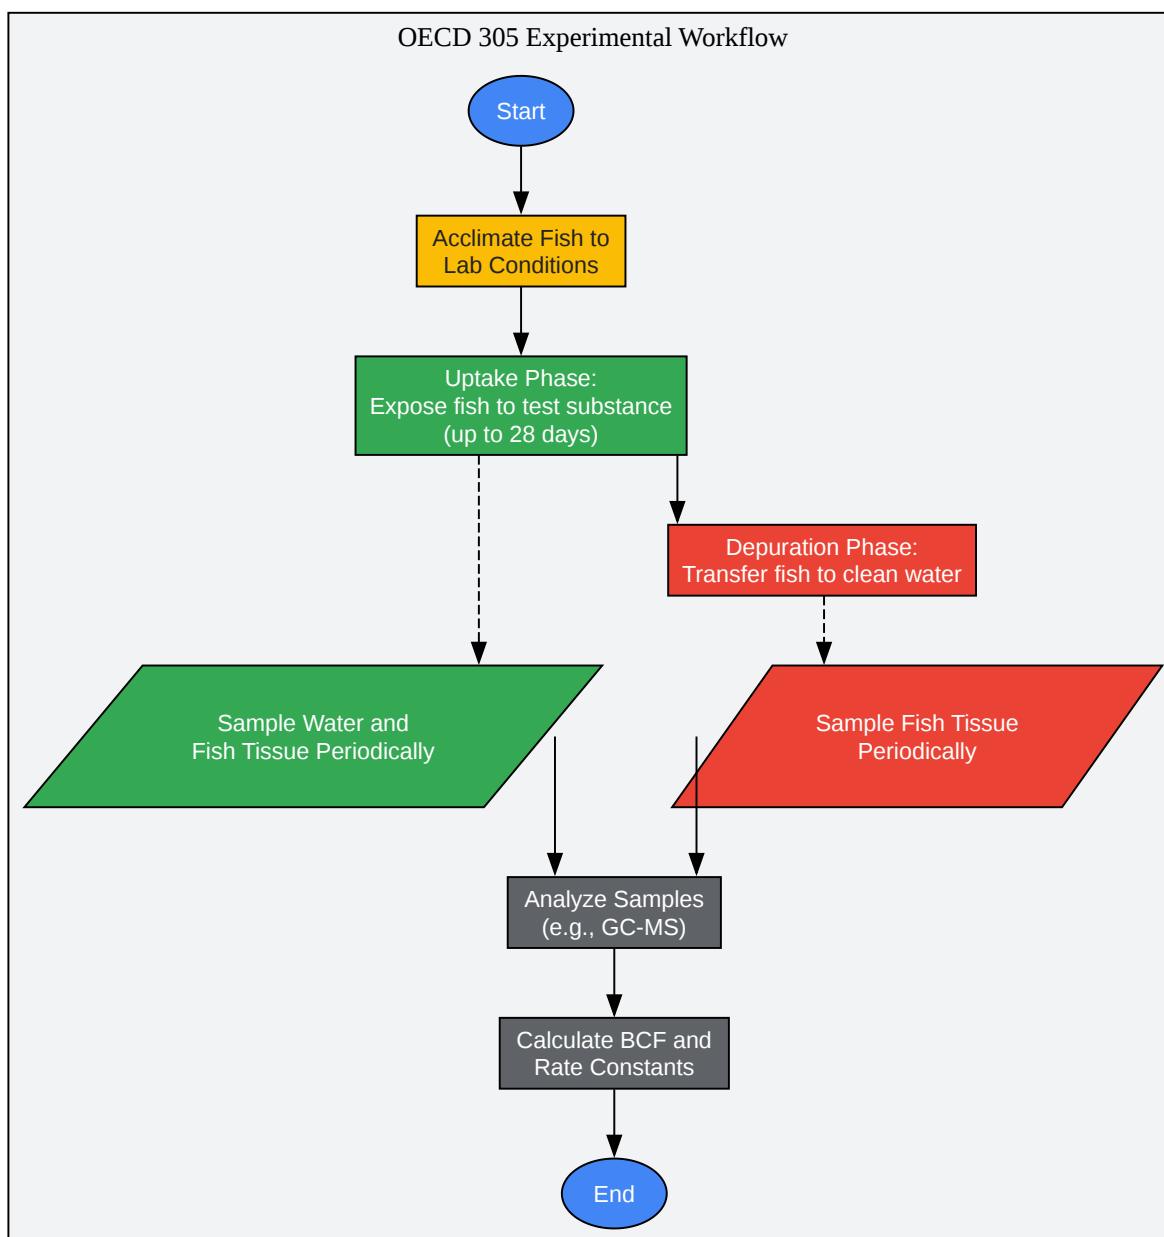 OECD 305 Experimental Workflow
Start
Acclimate Fish to
Lab Conditions
Uptake Phase:
Expose fish to test substance
(up to 28 days)
Depuration Phase:
Transfer fish to clean water
Sample Water and
Fish Tissue Periodically
Sample Fish Tissue
Periodically
Analyze Samples
(e.g., GC-MS)
Calculate BCF and
Rate Constants
End